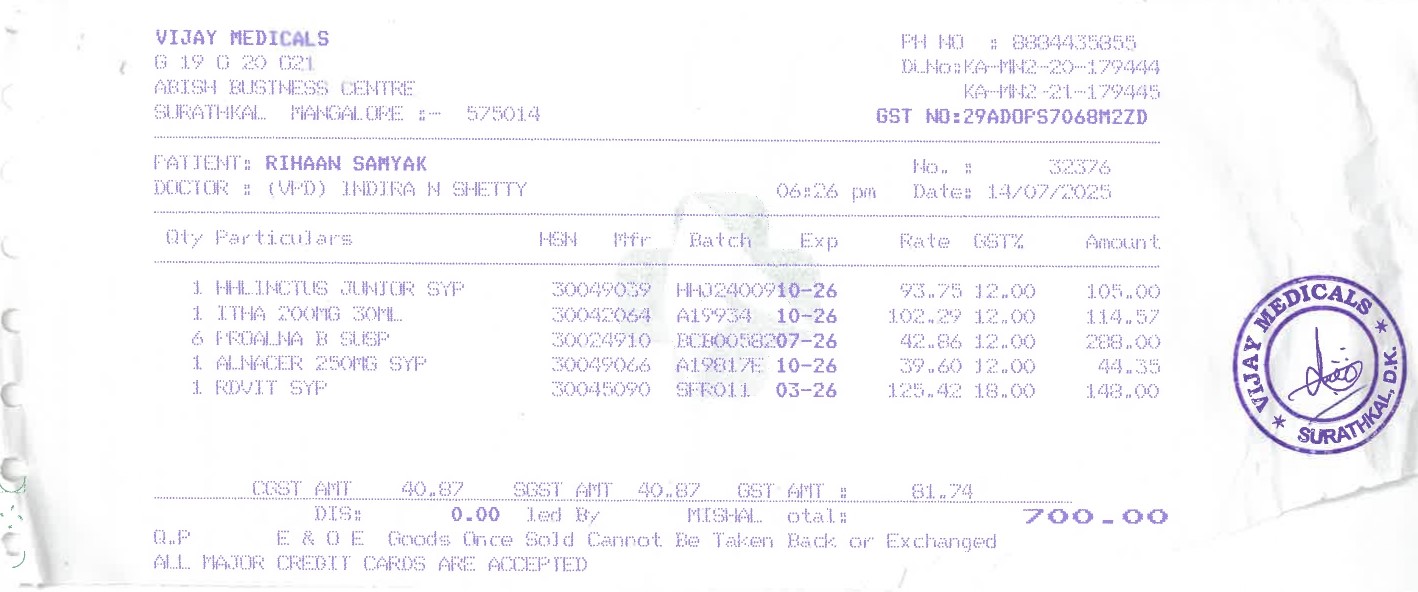 VIJAY MEDICALS PH NO : 8884435855
G 19 G 20 G21 DLNo:KA-MN2-20-179444
ABISH BUSINESS CENTRE KA-MN2-21-179445
SURATHKAL MANGALORE :- 575014 GST NO:29ADOPS7068M2ZD
PATIENT: RIHAAN SAMYAK No. : 32376
DOCTOR : (VPD) INDIRA N SHETTY 06:26 pm Date: 14/07/2025
Qty Particulars HSN Mfr Batch Exp Rate GST% Amount
1 HHLINCTUS JUNIOR SYP 30049039 HHJ24009 10-26 93.75 12.00 105.00
1 ITHA 200MG 30ML 30042064 A19934 10-26 102.29 12.00 114.57
6 PROALNA B SUSP 30024910 BCB00582 07-26 42.86 12.00 288.00
1 ALNACER 250MG SYP 30049066 A19817E 10-26 39.60 12.00 44.35
1 RDVIT SYP 30045090 SFR011 03-26 125.42 18.00 148.00
CGST AMT 40.87 SGST AMT 40.87 GST AMT : 81.74
DIS: 0.00 led By MISHAL otal: 700.00
Q.P E & O E Goods Once Sold Cannot Be Taken Back or Exchanged
ALL MAJOR CREDIT CARDS ARE ACCEPTED
VIJAY MEDICALS
SURATHKAL, D.K.